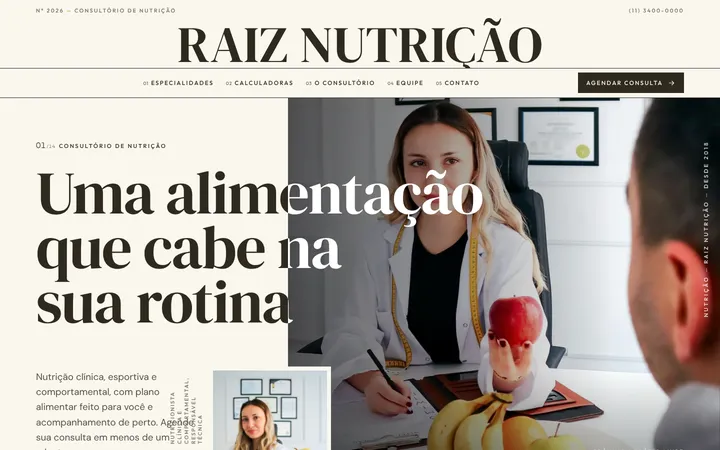 Nº 2026 — CONSULTÓRIO DE NUTRIÇÃO
(11) 3400-0000
RAIZ NUTRIÇÃO
01 ESPECIALIDADES
02 CALCULADORAS
03 O CONSULTÓRIO
04 EQUIPE
05 CONTATO
AGENDAR CONSULTA →
01/14 CONSULTÓRIO DE NUTRIÇÃO
Uma alimentação
que cabe na
sua rotina
NUTRIÇÃO — RAIZ NUTRIÇÃO — DESDE 2018
Nutrição clínica, esportiva e
comportamental, com plano
alimentar feito para você e
acompanhamento de perto. Agende
sua consulta em menos de um
NUTRICIONISTA
CLÍNICA E
COMPORTAMENTAL,
RESPONSÁVEL
TÉCNICA